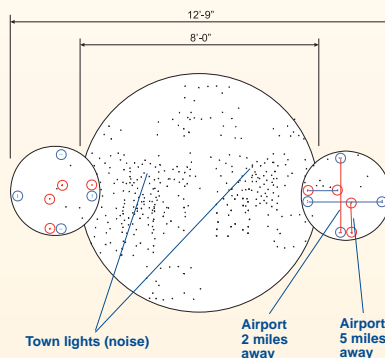 12'-9"
8'-0"
Town lights (noise)
Airport
2 miles
away
Airport
5 miles
away